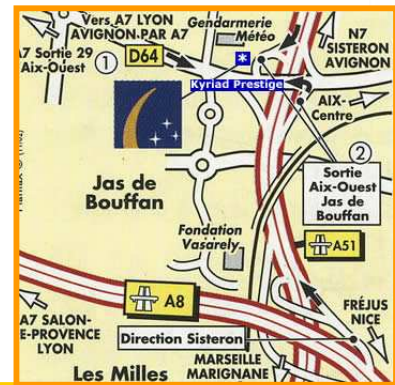 Vers A7 LYON
AVIGNON PAR A7
Gendarmerie
Météo
N7
SISTERON
AVIGNON
A7 Sortie 29
Aix-Ouest
1
D64
*
Kyriad Prestige
AIX-
Centre
2
Sortie
Aix-Ouest
Jas de
Bouffan
Jas de
Bouffan
Fondation
Vasarely
A51
A8
FRÉJUS
NICE
A7 SALON-
E-PROVENCE
LYON
Direction Sisteron
Les Milles
MARSEILLE
MARIGNANE